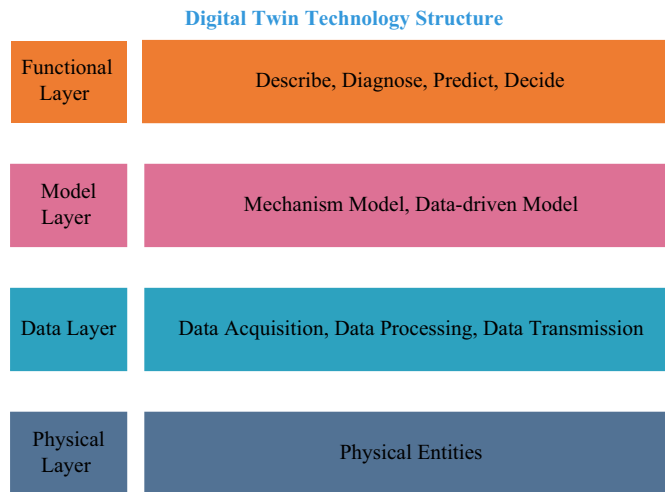 Digital Twin Technology Structure
Functional
Layer
Describe, Diagnose, Predict, Decide
Model
Layer
Mechanism Model, Data-driven Model
Data Layer
Data Acquisition, Data Processing, Data Transmission
Physical
Layer
Physical Entities